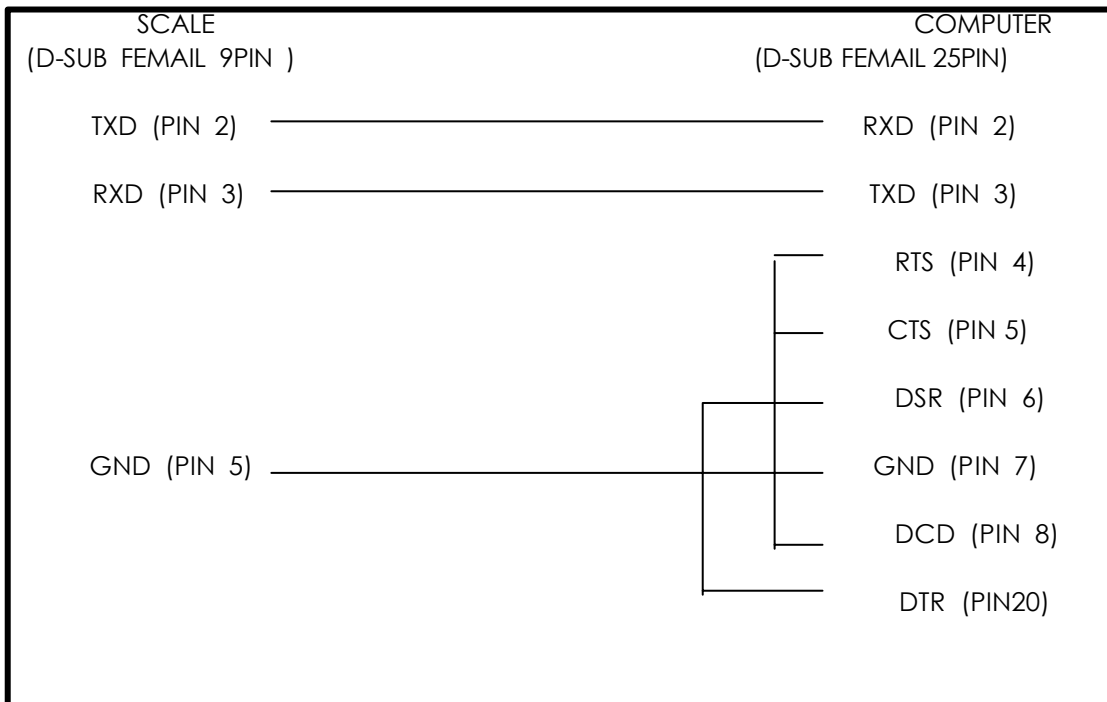 SCALE COMPUTER
(D-SUB FEMAIL 9PIN ) (D-SUB FEMAIL 25PIN)
TXD (PIN 2) RXD (PIN 2)
RXD (PIN 3) TXD (PIN 3)
RTS (PIN 4)
CTS (PIN 5)
DSR (PIN 6)
GND (PIN 5) GND (PIN 7)
DCD (PIN 8)
DTR (PIN20)